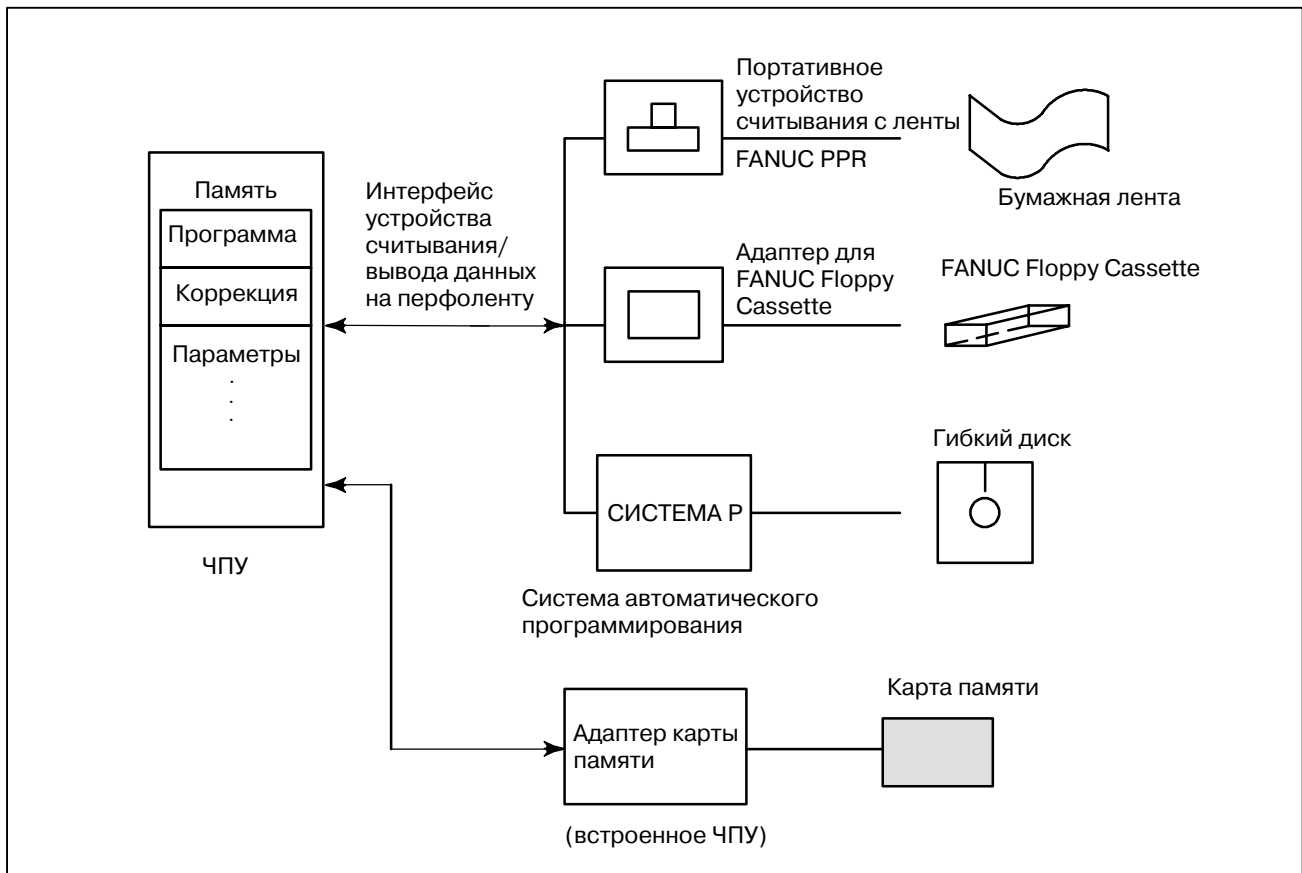 Портативное
устройство
считывания с ленты
FANUC PPR
Бумажная лента
Память
Программа
Коррекция
Параметры
.
.
.
ЧПУ
Интерфейс
устройства
считывания/
вывода данных
на перфоленту
Адаптер для
FANUC Floppy
Cassette
FANUC Floppy Cassette
Гибкий диск
СИСТЕМА P
Система автоматического
программирования
Карта памяти
Адаптер карты
памяти
(встроенное ЧПУ)